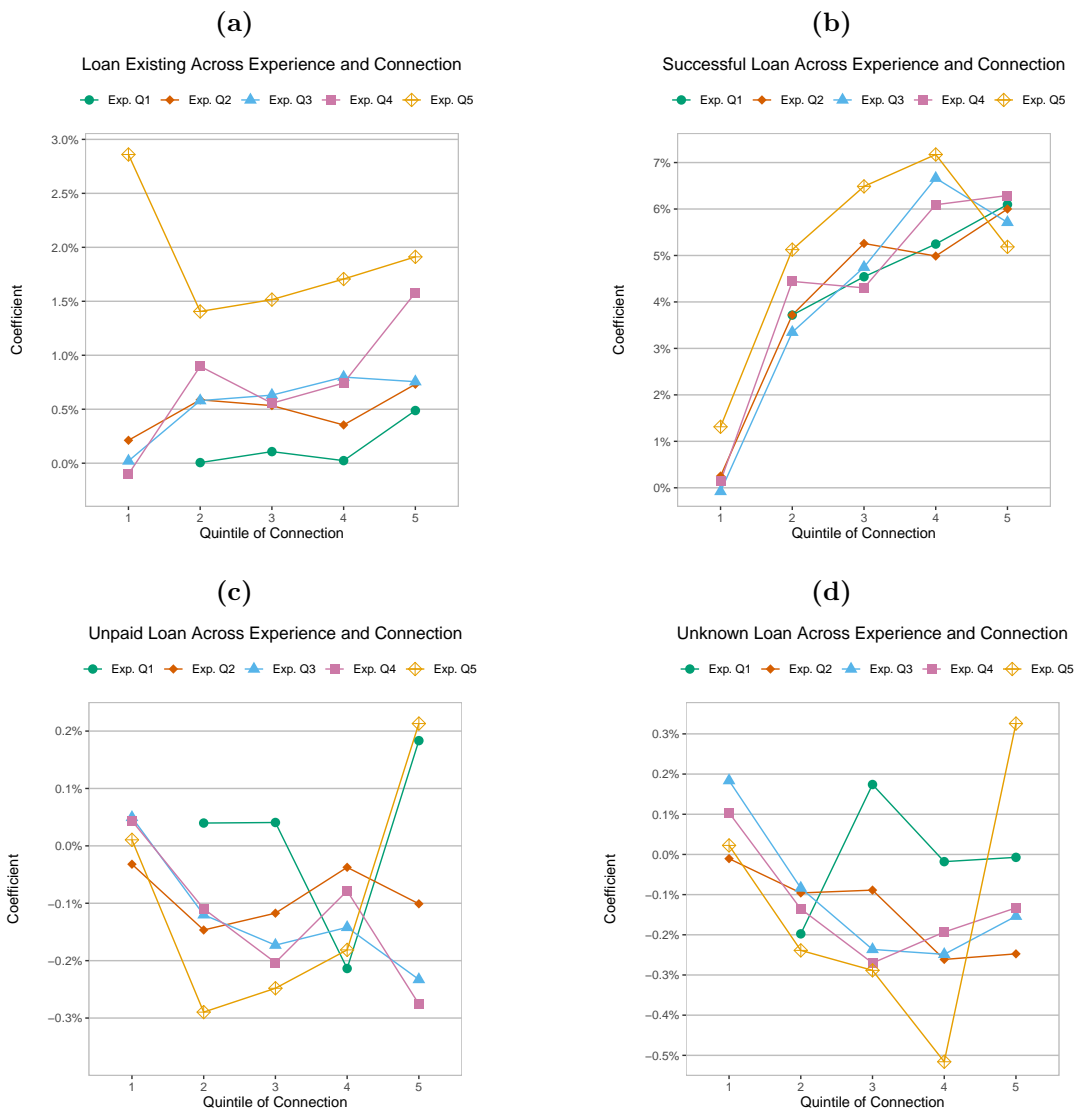 (a)
Loan Existing Across Experience and Connection
Exp. Q1 Exp. Q2 Exp. Q3 Exp. Q4 Exp. Q5
3.0%
2.5%
2.0%
1.5%
1.0%
0.5%
0.0%
Coefficient
1 2 3 4 5
Quintile of Connection
(b)
Successful Loan Across Experience and Connection
Exp. Q1 Exp. Q2 Exp. Q3 Exp. Q4 Exp. Q5
7%
6%
5%
4%
3%
2%
1%
0%
Coefficient
1 2 3 4 5
Quintile of Connection
(c)
Unpaid Loan Across Experience and Connection
Exp. Q1 Exp. Q2 Exp. Q3 Exp. Q4 Exp. Q5
0.2%
0.1%
0.0%
−0.1%
−0.2%
−0.3%
Coefficient
1 2 3 4 5
Quintile of Connection
(d)
Unknown Loan Across Experience and Connection
Exp. Q1 Exp. Q2 Exp. Q3 Exp. Q4 Exp. Q5
0.3%
0.2%
0.1%
0.0%
−0.1%
−0.2%
−0.3%
−0.4%
−0.5%
Coefficient
1 2 3 4 5
Quintile of Connection